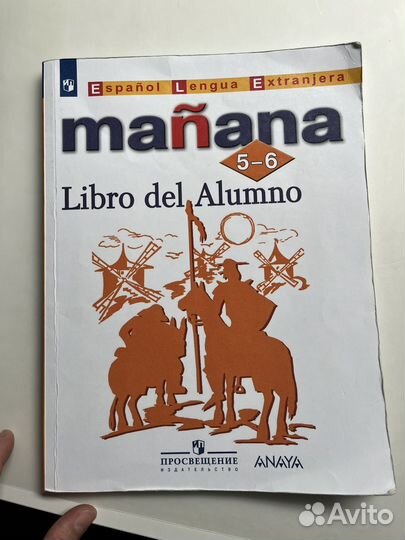 Español Lengua Extranjera
mañana
5-6
Libro del Alumno
ПРОСВЕЩЕНИЕ
ИЗДАТЕЛЬСТВО
ANAYA
Avito